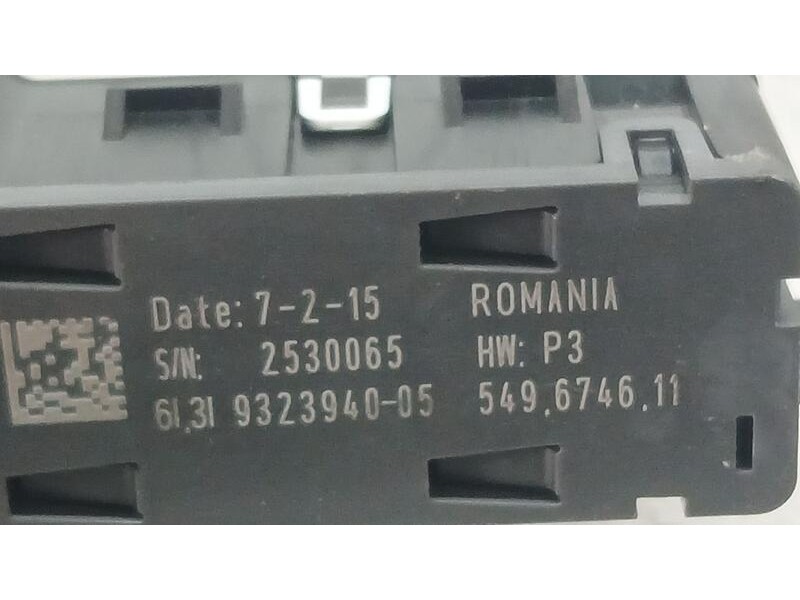 Date: 7-2-15 ROMANIA
S/N: 2530065 HW: P3
61.31 9323940-05 549.6746.11